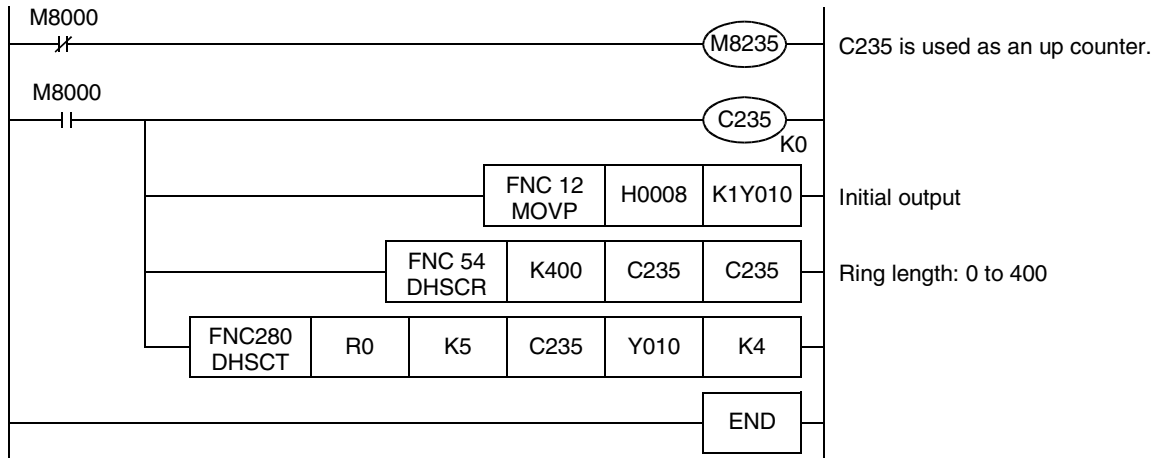 M8000
M8235
C235 is used as an up counter.
M8000
C235
K0
FNC 12
MOVP
H0008
K1Y010
Initial output
FNC 54
DHSCR
K400
C235
C235
Ring length: 0 to 400
FNC280
DHSCT
R0
K5
C235
Y010
K4
END